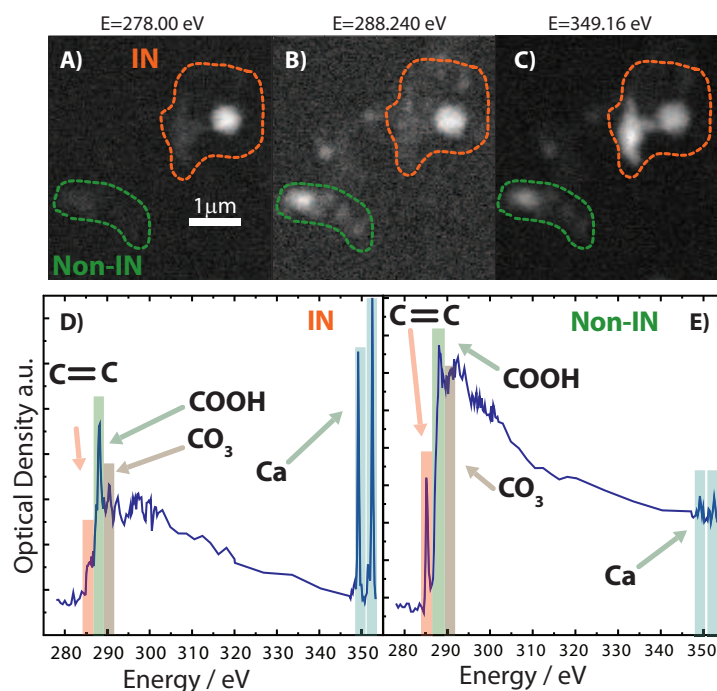 E=278.00 eV E=288.240 eV E=349.16 eV
A) IN B) C)
1μm
Non-IN
D) IN
C=C
COOH
CO₃
Ca
Optical Density a.u.
280 290 300 310 320 330 340 350
Energy / eV
C=C Non-IN E)
COOH
CO₃
Ca
280 290 300 310 320 330 340 350
Energy / eV